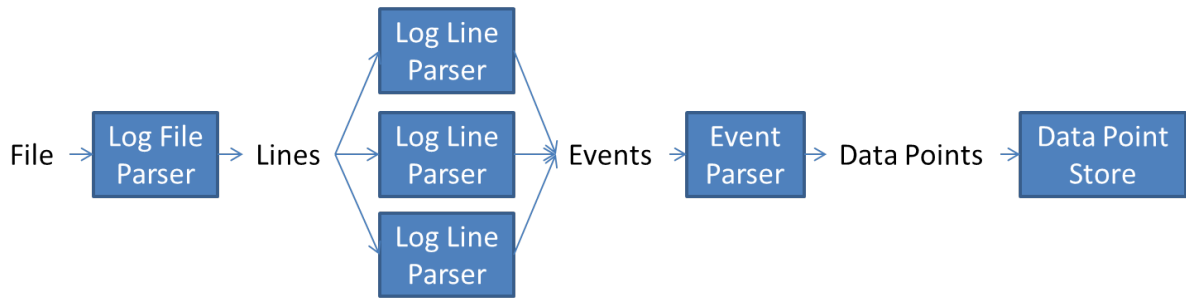 File
Log File
Parser
Lines
Log Line
Parser
Log Line
Parser
Log Line
Parser
Events
Event
Parser
Data Points
Data Point
Store